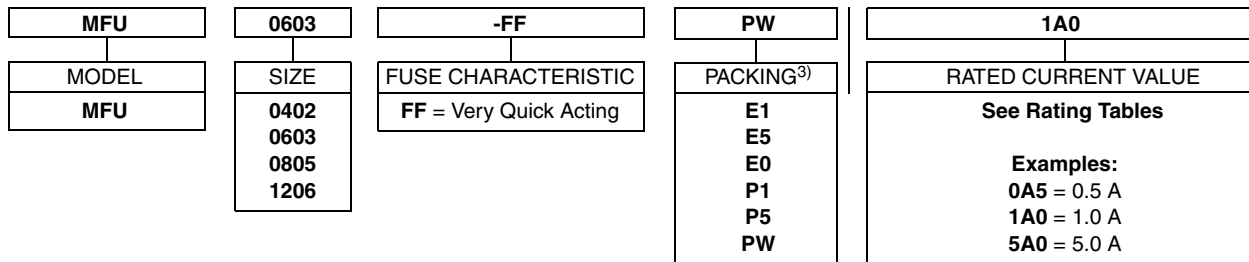 MFU 0603 -FF PW 1A0
MODEL SIZE FUSE CHARACTERISTIC PACKING3) RATED CURRENT VALUE
MFU 0402 FF = Very Quick Acting E1 See Rating Tables
0603 E5
0805 E0 Examples:
1206 P1 0A5 = 0.5 A
P5 1A0 = 1.0 A
PW 5A0 = 5.0 A